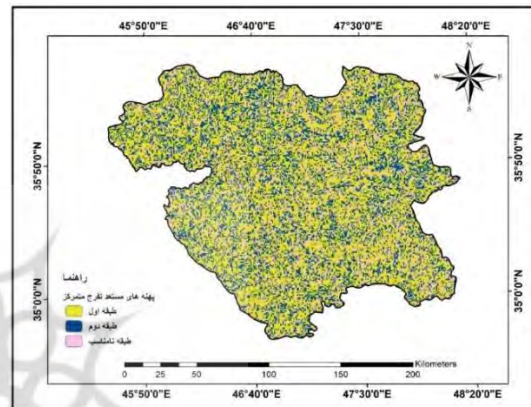 45°50'0"E 46°40'0"E 47°30'0"E 48°20'0"E
N
W E
S
35°50'0"N 35°50'0"N
35°0'0"N 35°0'0"N
راهنما
پهنه های مستعد تفرج متمرکز
طبقه اول
طبقه دوم
طبقه نامناسب
Kilometers
0 25 50 100 150 200
45°50'0"E 46°40'0"E 47°30'0"E 48°20'0"E